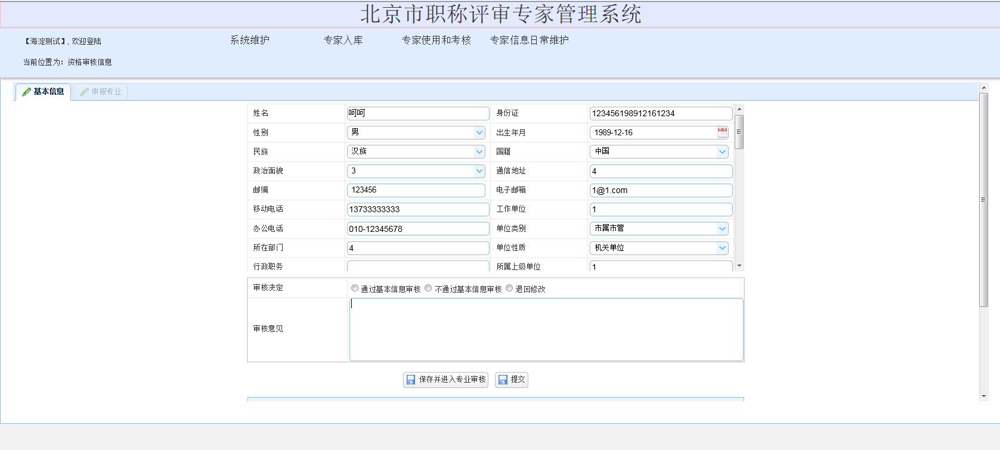 北京市职称评审专家管理系统
【海淀测试】, 欢迎登陆 系统维护 专家入库 专家使用和考核 专家信息日常维护
当前位置为: 资格审核信息
基本信息 申报专业
姓名 呵呵 身份证 123456198912161234
性别 男 出生年月 1989-12-16
民族 汉族 国籍 中国
政治面貌 3 通信地址 4
邮编 123456 电子邮箱 1@1.com
移动电话 13733333333 工作单位 1
办公电话 010-12345678 单位类别 市属市管
所在部门 4 单位性质 机关单位
行政职务 所属上级单位 1
审核决定 通过基本信息审核 不通过基本信息审核 退回修改
审核意见
保存并进入专业审核 提交